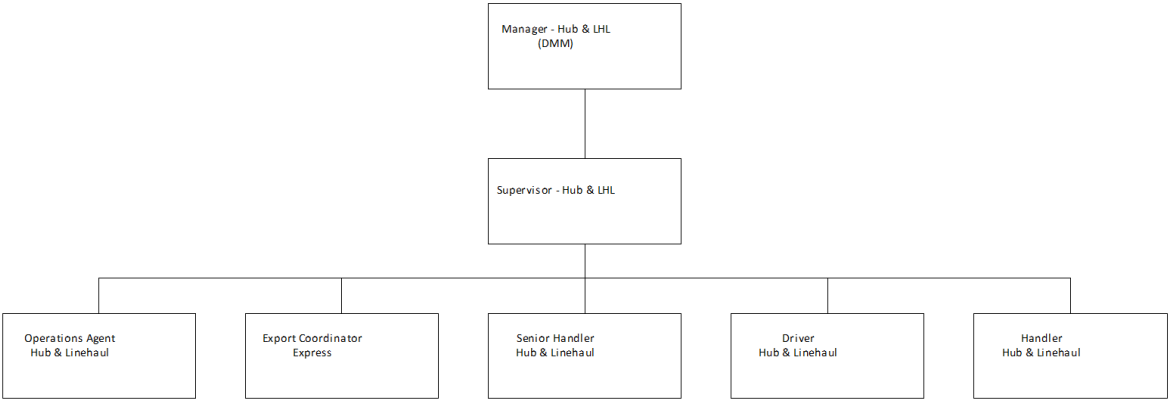 Manager - Hub & LHL
(DMM)
Supervisor - Hub & LHL
Operations Agent
Hub & Linehaul
Export Coordinator
Express
Senior Handler
Hub & Linehaul
Driver
Hub & Linehaul
Handler
Hub & Linehaul